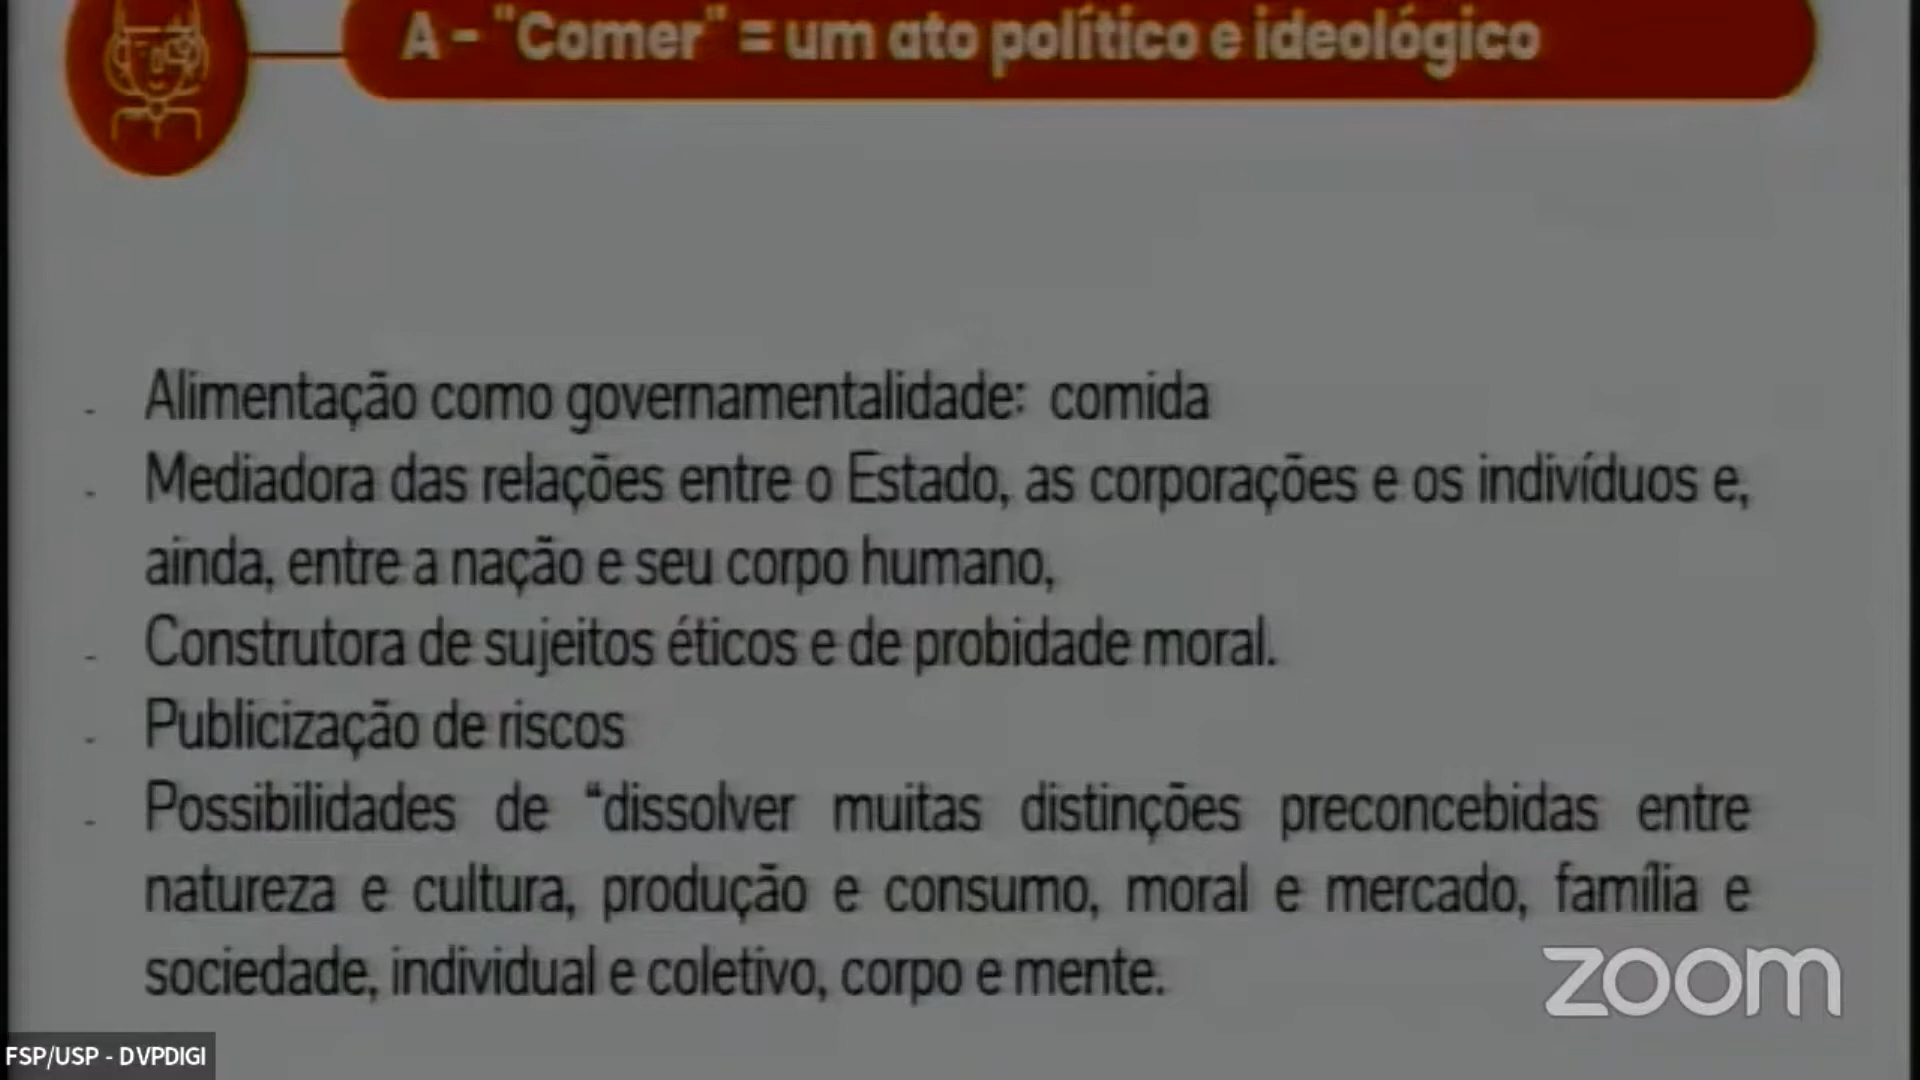 A - "Comer" = um ato político e ideológico
- Alimentação como governamentalidade: comida
- Mediadora das relações entre o Estado, as corporações e os indivíduos e,
ainda, entre a nação e seu corpo humano,
- Construtora de sujeitos éticos e de probidade moral.
- Publicização de riscos
- Possibilidades de “dissolver muitas distinções preconcebidas entre
natureza e cultura, produção e consumo, moral e mercado, família e
sociedade, individual e coletivo, corpo e mente.
zoom
FSP/USP - DVPDIGI